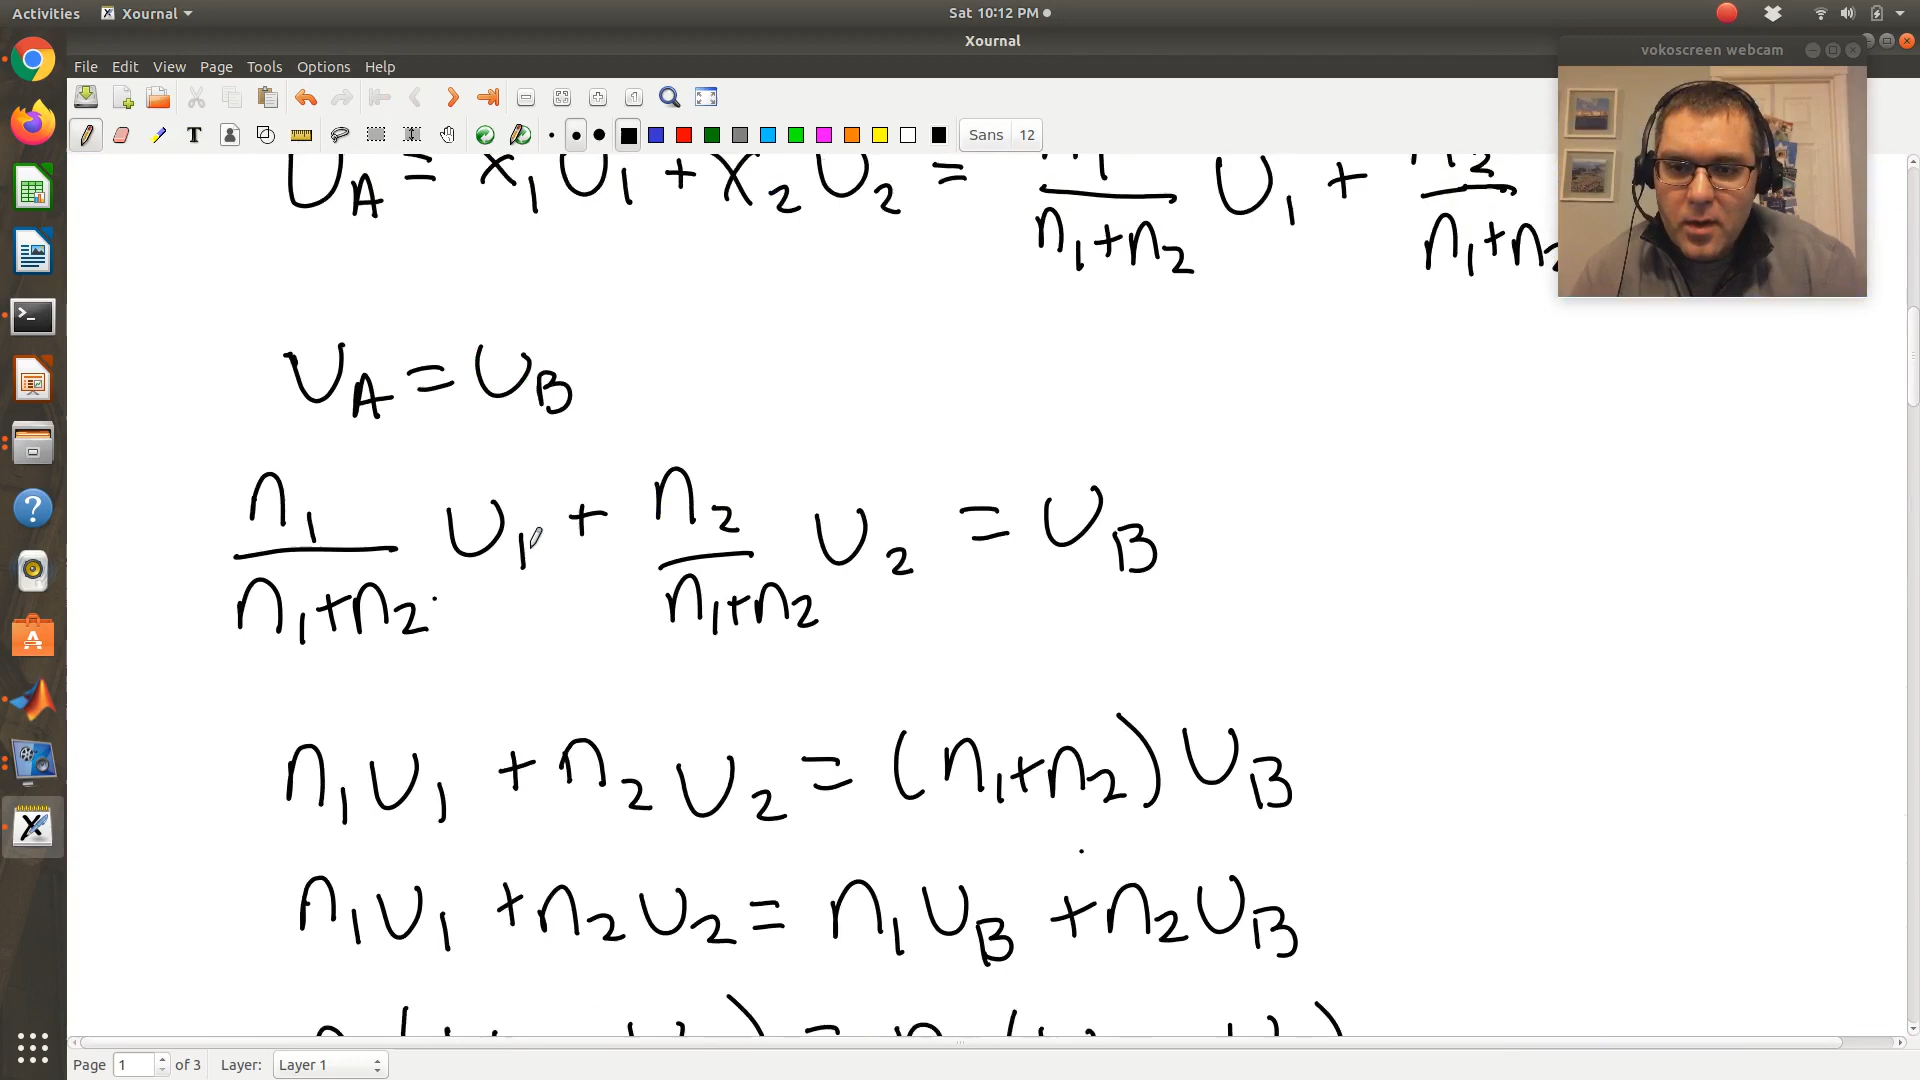 Activities Xournal Sat 10:12 PM
Xournal
vokoscreen webcam
File Edit View Page Tools Options Help
Sans 12
U_A = x_1 U_1 + x_2 U_2 = n_1/(n_1+n_2) U_1 + n_2/(n_1+n_2)
U_A = U_B
n_1/(n_1+n_2) U_1 + n_2/(n_1+n_2) U_2 = U_B
n_1 U_1 + n_2 U_2 = (n_1+n_2) U_B
n_1 U_1 + n_2 U_2 = n_1 U_B + n_2 U_B
Page 1 of 3 Layer: Layer 1